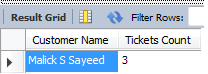 Result Grid Filter Rows:
Customer Name Tickets Count
Malick S Sayeed 3